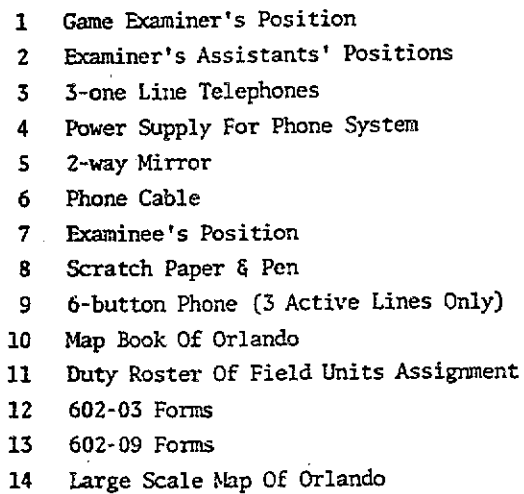 1 Game Examiner's Position
2 Examiner's Assistants' Positions
3 3-one Line Telephones
4 Power Supply For Phone System
5 2-way Mirror
6 Phone Cable
7 Examinee's Position
8 Scratch Paper & Pen
9 6-button Phone (3 Active Lines Only)
10 Map Book Of Orlando
11 Duty Roster Of Field Units Assignment
12 602-03 Forms
13 602-09 Forms
14 Large Scale Map Of Orlando